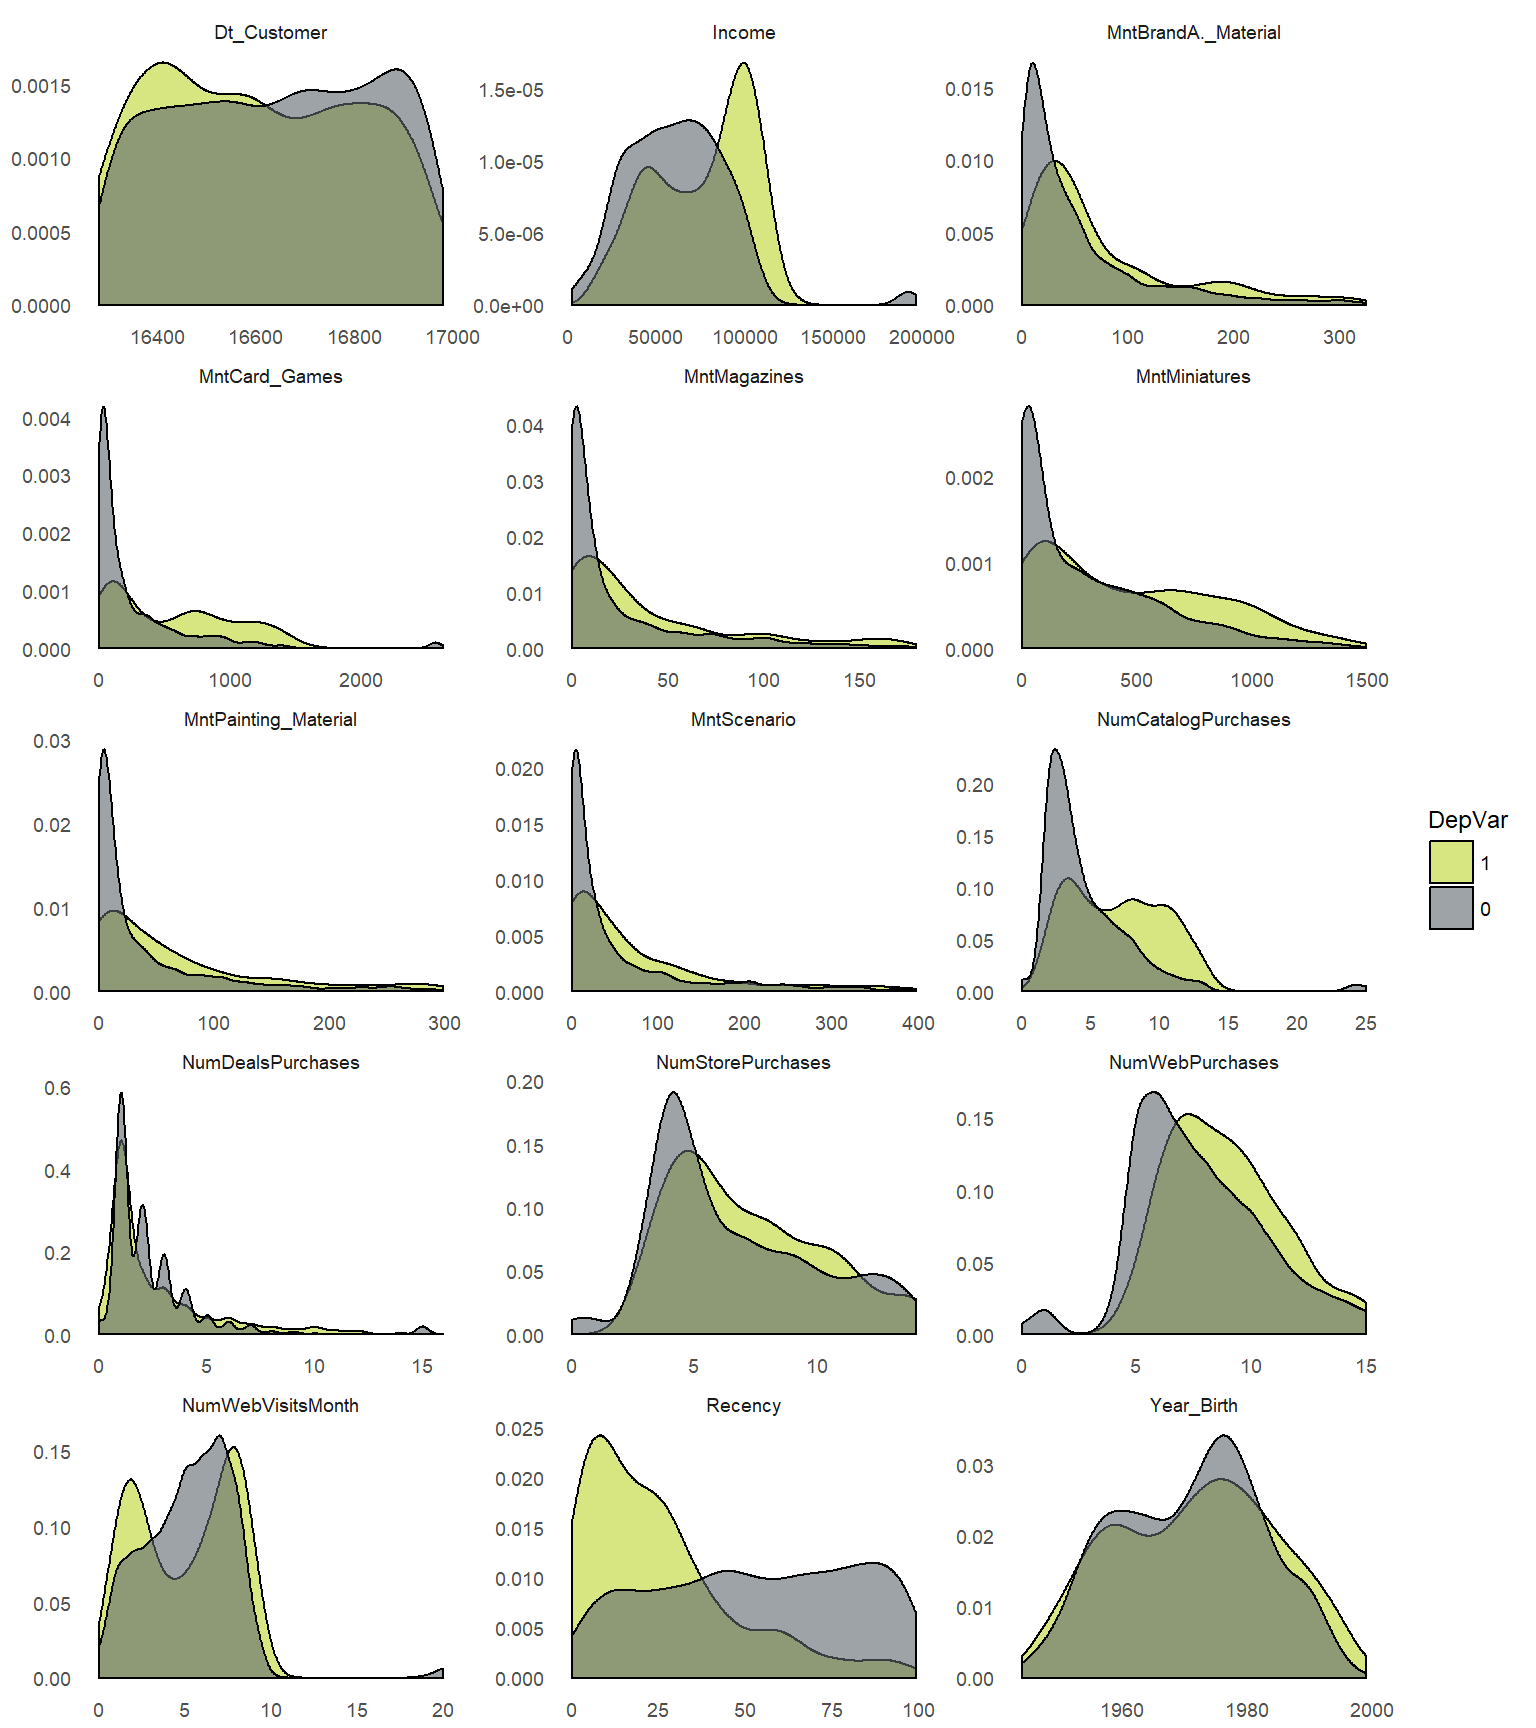 Dt_Customer
Income
MntBrandA._Material
0.0015
0.0010
0.0005
0.0000
16400 16600 16800 17000
1.5e-05
1.0e-05
5.0e-06
0.0e+00
0 50000 100000 150000 200000
0.015
0.010
0.005
0.000
0 100 200 300
MntCard_Games
MntMagazines
MntMiniatures
0.004
0.003
0.002
0.001
0.000
0 1000 2000
0.04
0.03
0.02
0.01
0.00
0 50 100 150
0.002
0.001
0.000
0 500 1000 1500
MntPainting_Material
MntScenario
NumCatalogPurchases
0.03
0.02
0.01
0.00
0 100 200 300
0.020
0.015
0.010
0.005
0.000
0 100 200 300 400
0.20
0.15
0.10
0.05
0.00
0 5 10 15 20 25
DepVar
1
0
NumDealsPurchases
NumStorePurchases
NumWebPurchases
0.6
0.4
0.2
0.0
0 5 10 15
0.20
0.15
0.10
0.05
0.00
0 5 10
0.15
0.10
0.05
0.00
0 5 10 15
NumWebVisitsMonth
Recency
Year_Birth
0.15
0.10
0.05
0.00
0 5 10 15 20
0.025
0.020
0.015
0.010
0.005
0.000
0 25 50 75 100
0.03
0.02
0.01
0.00
1960 1980 2000